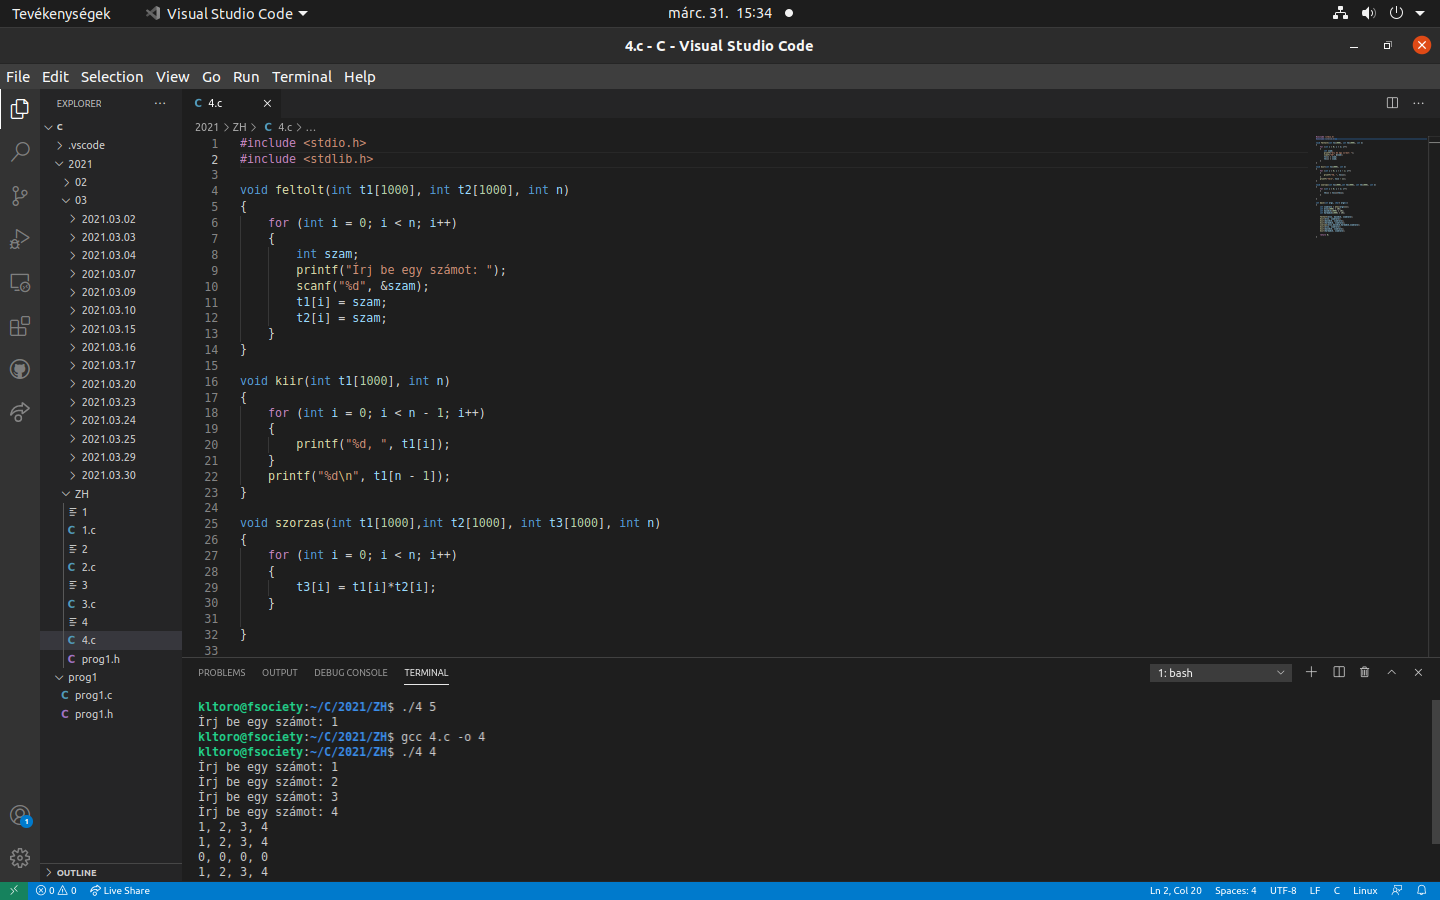 Tevékenységek
Visual Studio Code
márc. 31. 15:34
4.c - C - Visual Studio Code
File Edit Selection View Go Run Terminal Help
EXPLORER
C
.vscode
2021
02
03
2021.03.02
2021.03.03
2021.03.04
2021.03.07
2021.03.09
2021.03.10
2021.03.15
2021.03.16
2021.03.17
2021.03.20
2021.03.23
2021.03.24
2021.03.25
2021.03.29
2021.03.30
ZH
1
C 1.c
2
C 2.c
3
C 3.c
4
C 4.c
C prog1.h
prog1
C prog1.c
C prog1.h
OUTLINE
C 4.c
2021 > ZH > C 4.c > ...
1 #include <stdio.h>
2 #include <stdlib.h>
3
4 void feltolt(int t1[1000], int t2[1000], int n)
5 {
6     for (int i = 0; i < n; i++)
7     {
8         int szam;
9         printf("Írj be egy számot: ");
10         scanf("%d", &szam);
11         t1[i] = szam;
12         t2[i] = szam;
13     }
14 }
15
16 void kiir(int t1[1000], int n)
17 {
18     for (int i = 0; i < n - 1; i++)
19     {
20         printf("%d, ", t1[i]);
21     }
22     printf("%d\n", t1[n - 1]);
23 }
24
25 void szorzas(int t1[1000],int t2[1000], int t3[1000], int n)
26 {
27     for (int i = 0; i < n; i++)
28     {
29         t3[i] = t1[i]*t2[i];
30     }
31
32 }
33
PROBLEMS OUTPUT DEBUG CONSOLE TERMINAL
1: bash
kltoro@fsociety:~/C/2021/ZH$ ./4 5
Írj be egy számot: 1
kltoro@fsociety:~/C/2021/ZH$ gcc 4.c -o 4
kltoro@fsociety:~/C/2021/ZH$ ./4 4
Írj be egy számot: 1
Írj be egy számot: 2
Írj be egy számot: 3
Írj be egy számot: 4
1, 2, 3, 4
1, 2, 3, 4
0, 0, 0, 0
1, 2, 3, 4
1
0 0 Live Share
Ln 2, Col 20 Spaces: 4 UTF-8 LF C Linux